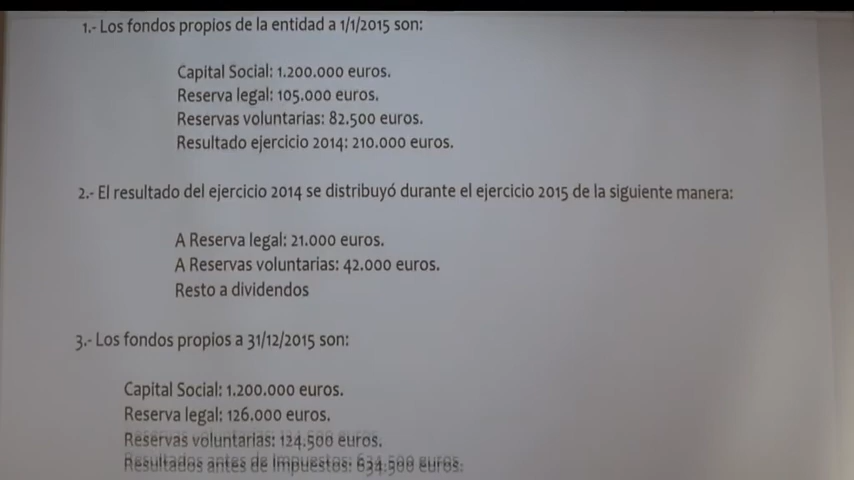 1.- Los fondos propios de la entidad a 1/1/2015 son:
Capital Social: 1.200.000 euros.
Reserva legal: 105.000 euros.
Reservas voluntarias: 82.500 euros.
Resultado ejercicio 2014: 210.000 euros.
2.- El resultado del ejercicio 2014 se distribuyó durante el ejercicio 2015 de la siguiente manera:
A Reserva legal: 21.000 euros.
A Reservas voluntarias: 42.000 euros.
Resto a dividendos
3.- Los fondos propios a 31/12/2015 son:
Capital Social: 1.200.000 euros.
Reserva legal: 126.000 euros.
Reservas voluntarias: 124.500 euros.
Resultados antes de Impuestos: 634.500 euros.